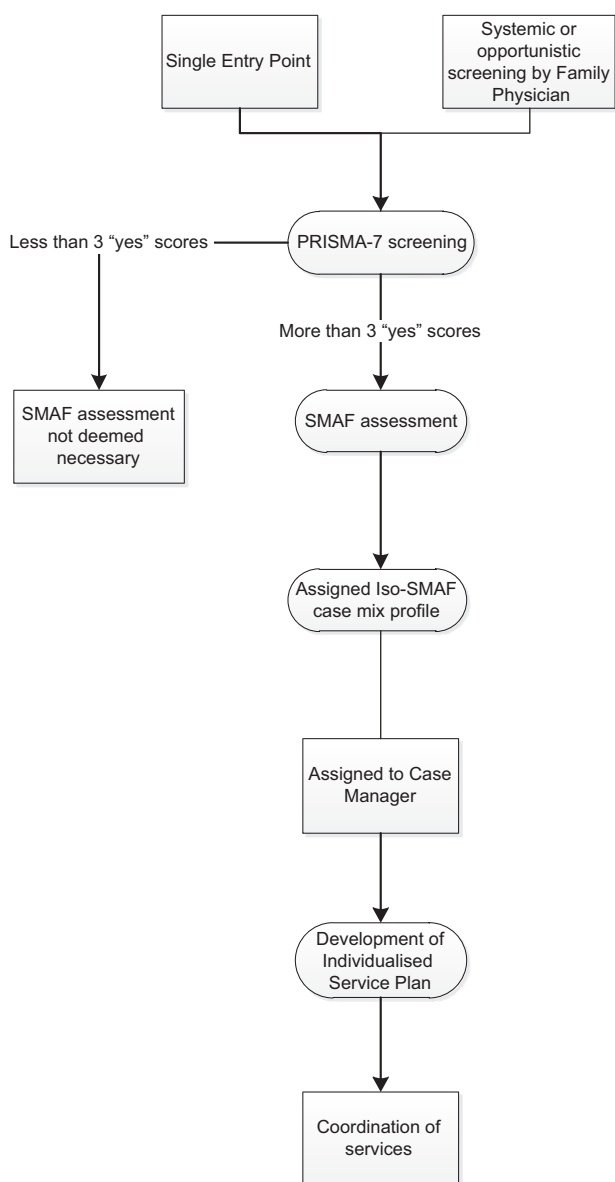 Single Entry Point
Systemic or
opportunistic
screening by Family
Physician
Less than 3 “yes” scores
PRISMA-7 screening
More than 3 “yes” scores
SMAF assessment
not deemed
necessary
SMAF assessment
Assigned Iso-SMAF
case mix profile
Assigned to Case
Manager
Development of
Individualised
Service Plan
Coordination of
services